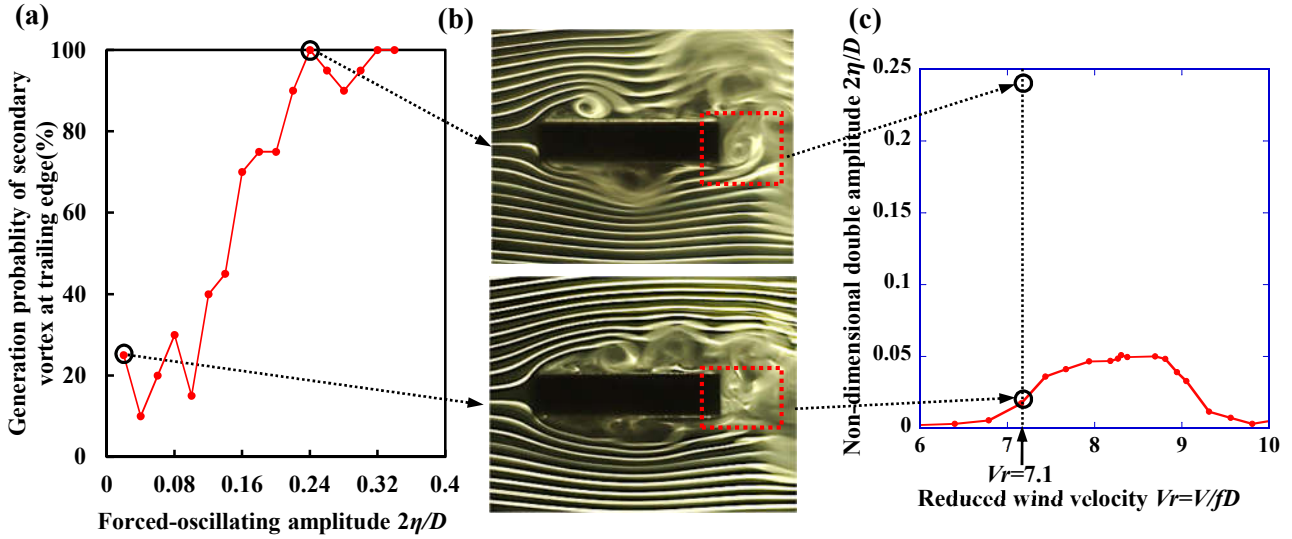 (a)
Generation probablity of secondary
vortex at trailing edge(%)
100
80
60
40
20
0
0 0.08 0.16 0.24 0.32 0.4
Forced-oscillating amplitude 2η/D
(b)
(c)
Non-dimensional double amplitude 2η/D
0.25
0.2
0.15
0.1
0.05
0
6 7 8 9 10
Vr=7.1
Reduced wind velocity Vr=V/fD